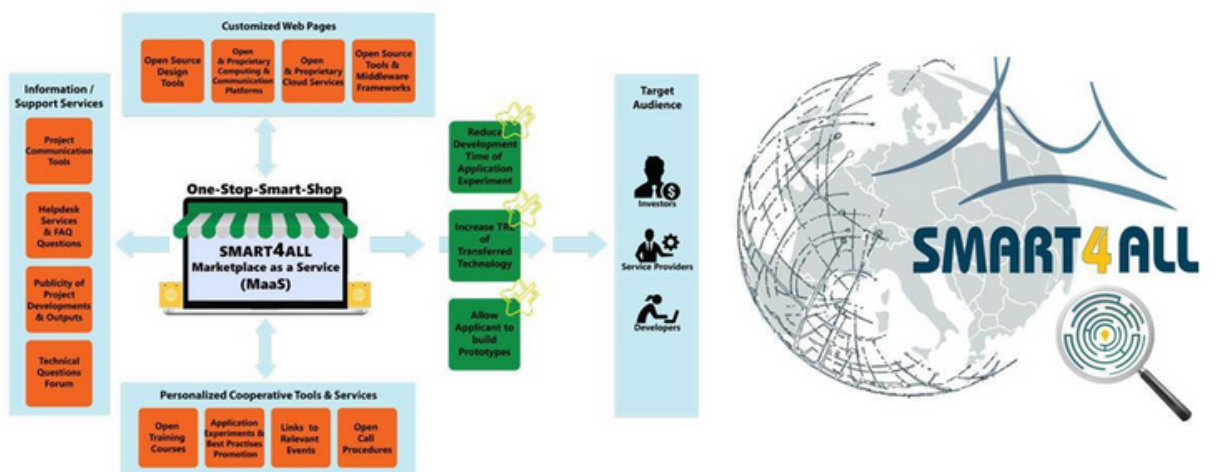 Customized Web Pages
Open Source
Design
Tools
Open
& Proprietary
Computing &
Communication
Platforms
Open
& Proprietary
Cloud Services
Open Source
Tools &
Middleware
Frameworks
Information /
Support Services
Project
Communication
Tools
Helpdesk
Services
& FAQ
Questions
Publicity of
Project
Developments
& Outputs
Technical
Questions
Forum
One-Stop-Smart-Shop
SMART4ALL
Marketplace as a Service
(MaaS)
Reduce
Development
Time of
Application
Experiment
Increase TRL
of
Transferred
Technology
Allow
Applicant to
build
Prototypes
Target
Audience
Investors
Service Providers
Developers
Personalized Cooperative Tools & Services
Open
Training
Courses
Application
Experiments &
Best Practises
Promotion
Links to
Relevant
Events
Open
Call
Procedures
SMART4ALL